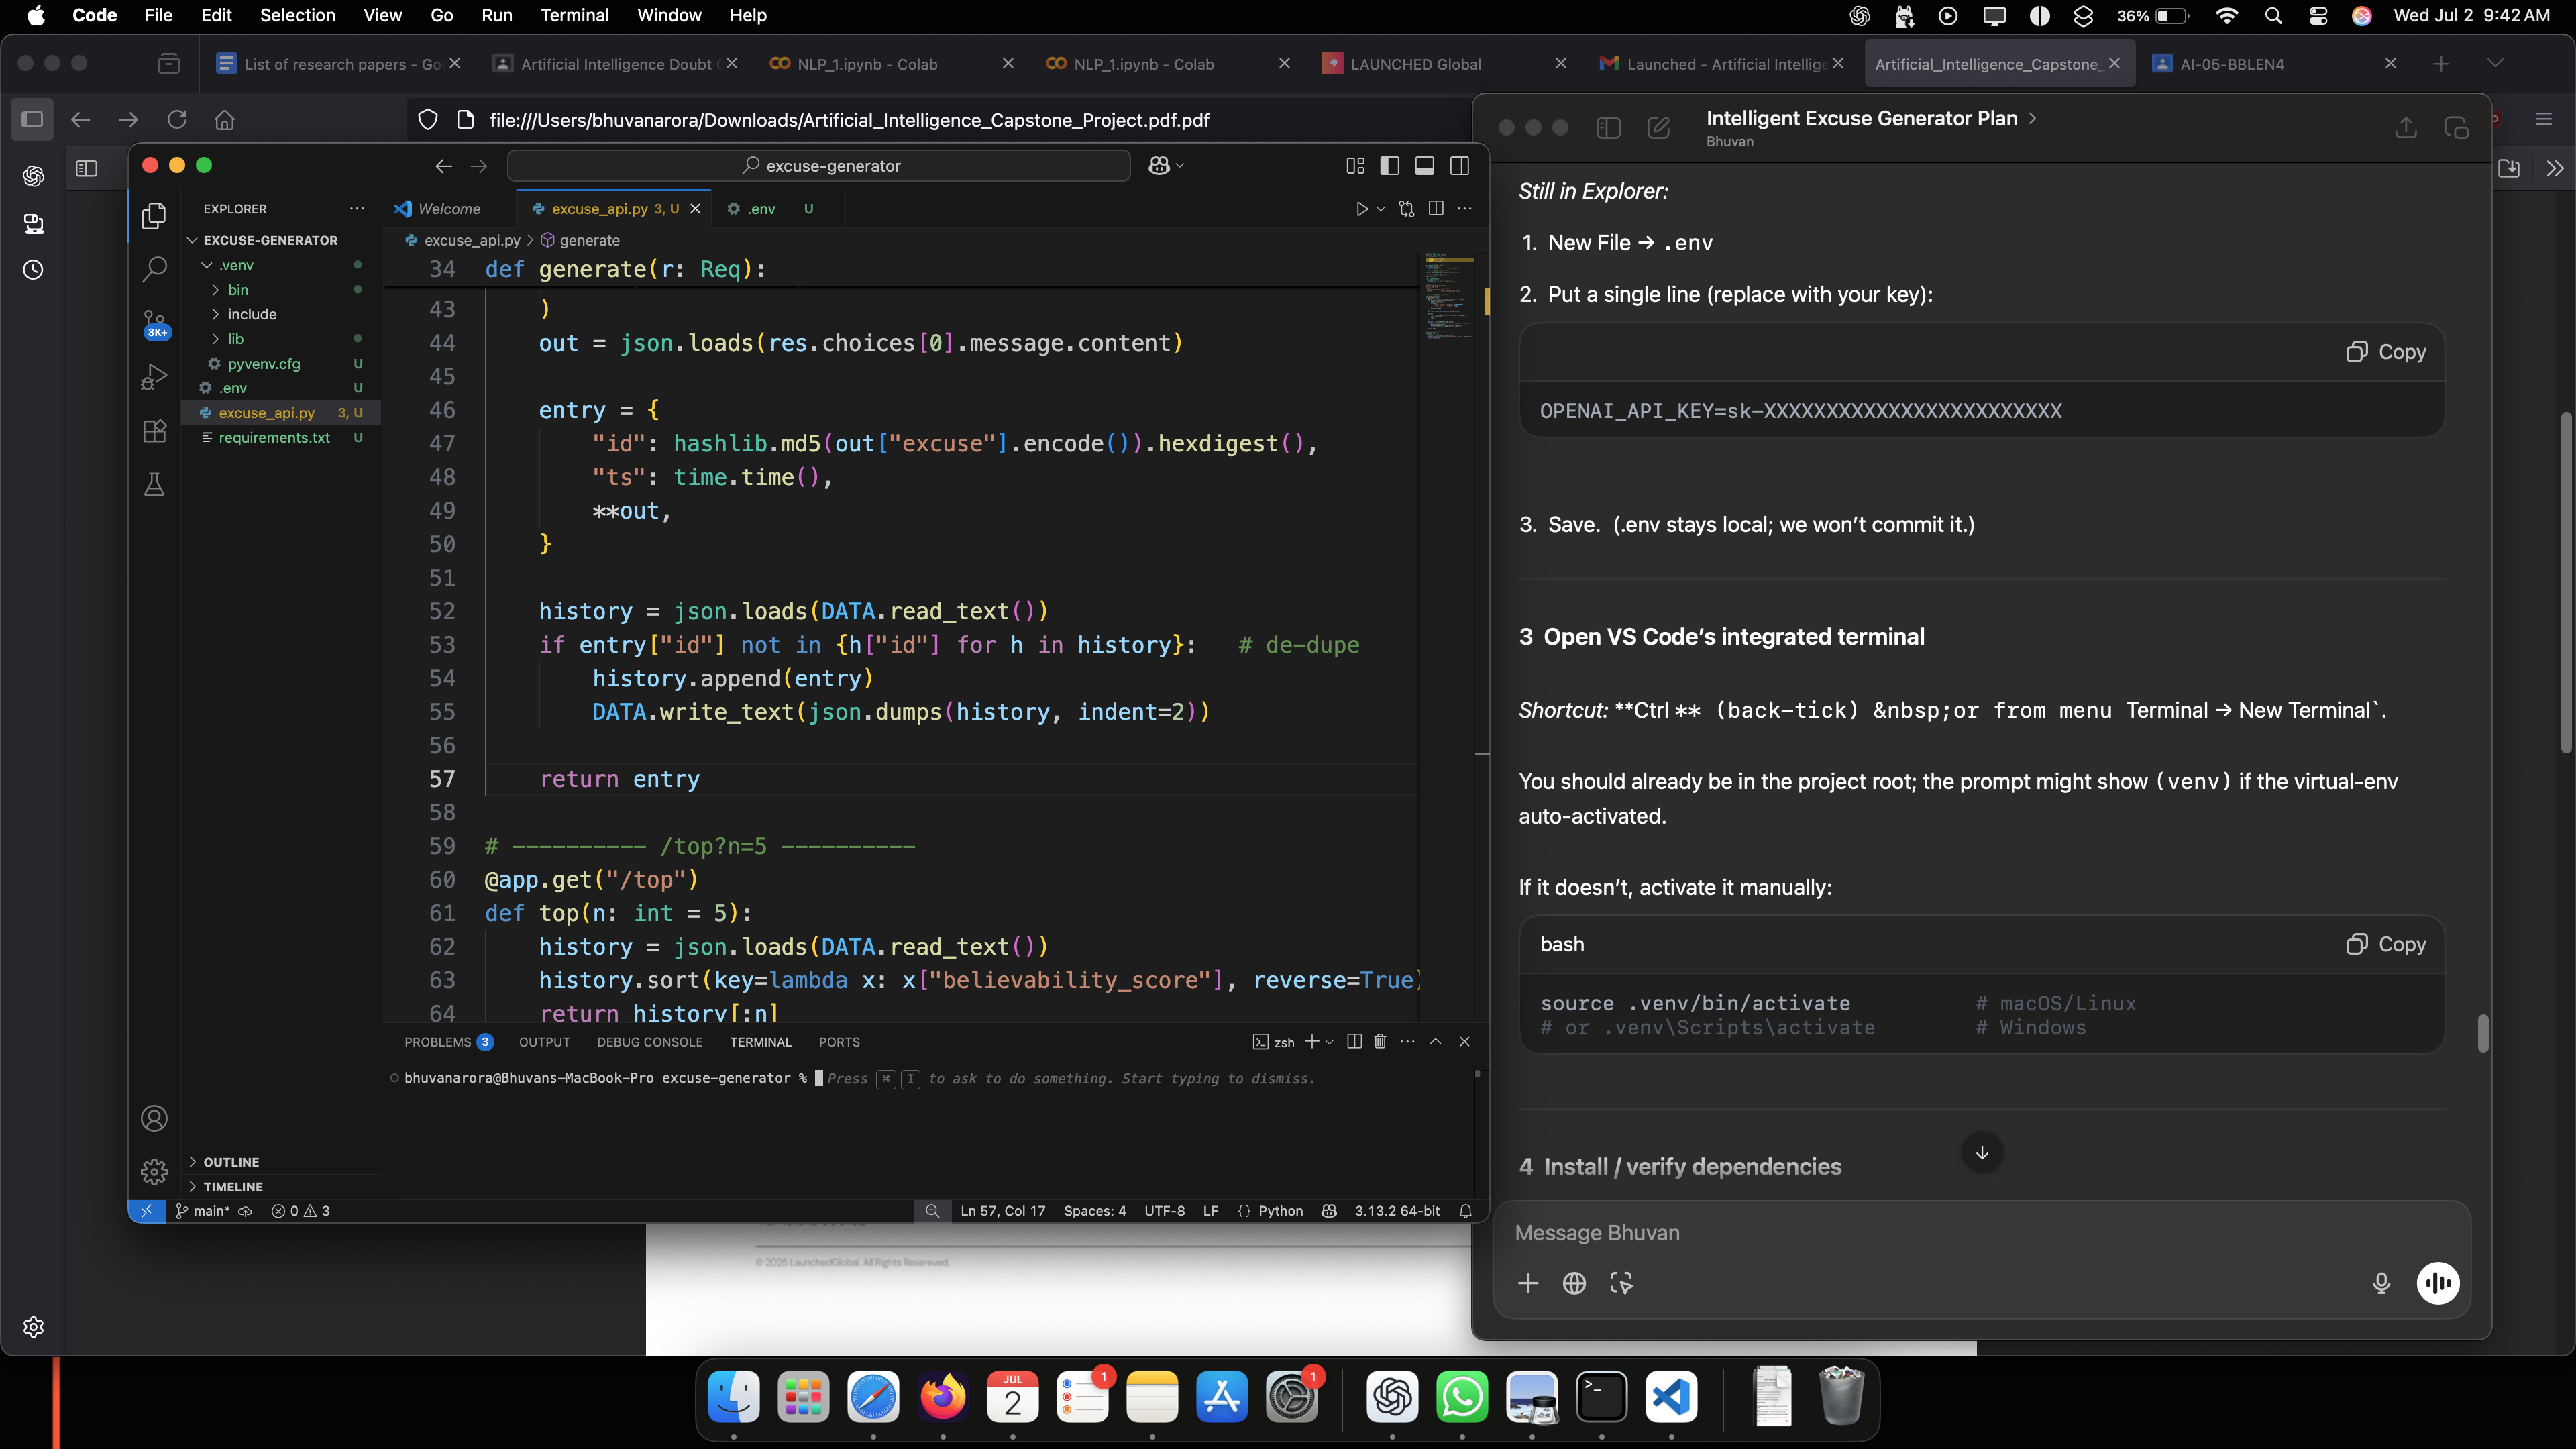 Code File Edit Selection View Go Run Terminal Window Help
36% Wed Jul 2 9:42 AM
List of research papers - Go
Artificial Intelligence Doubt
NLP_1.ipynb - Colab
NLP_1.ipynb - Colab
LAUNCHED Global
Launched - Artificial Intellige
Artificial_Intelligence_Capstone_
AI-05-BBLEN4
file:///Users/bhuvanarora/Downloads/Artificial_Intelligence_Capstone_Project.pdf.pdf
excuse-generator
EXPLORER
EXCUSE-GENERATOR
.venv
bin
include
lib
pyvenv.cfg U
.env U
excuse_api.py 3, U
requirements.txt U
3K+
OUTLINE
TIMELINE
Welcome
excuse_api.py 3, U
.env U
excuse_api.py > generate
34 def generate(r: Req):
43 )
44 out = json.loads(res.choices[0].message.content)
45
46 entry = {
47 "id": hashlib.md5(out["excuse"].encode()).hexdigest(),
48 "ts": time.time(),
49 **out,
50 }
51
52 history = json.loads(DATA.read_text())
53 if entry["id"] not in {h["id"] for h in history}: # de-dupe
54 history.append(entry)
55 DATA.write_text(json.dumps(history, indent=2))
56
57 return entry
58
59 # ---------- /top?n=5 ----------
60 @app.get("/top")
61 def top(n: int = 5):
62 history = json.loads(DATA.read_text())
63 history.sort(key=lambda x: x["believability_score"], reverse=True)
64 return history[:n]
PROBLEMS 3 OUTPUT DEBUG CONSOLE TERMINAL PORTS
zsh
bhuvanarora@Bhuvans-MacBook-Pro excuse-generator % Press ⌘ I to ask to do something. Start typing to dismiss.
main* 0 3
Ln 57, Col 17 Spaces: 4 UTF-8 LF {} Python 3.13.2 64-bit
© 2025 LaunchedGlobal. All Rights Resereved.
Intelligent Excuse Generator Plan >
Bhuvan
Still in Explorer:
1. New File → .env
2. Put a single line (replace with your key):
Copy
OPENAI_API_KEY=sk-XXXXXXXXXXXXXXXXXXXXXXXX
3. Save. (.env stays local; we won’t commit it.)
3 Open VS Code’s integrated terminal
Shortcut: **Ctrl ** (back-tick) &nbsp;or from menu Terminal → New Terminal`.
You should already be in the project root; the prompt might show (venv) if the virtual-env
auto-activated.
If it doesn’t, activate it manually:
bash Copy
source .venv/bin/activate # macOS/Linux
# or .venv\Scripts\activate # Windows
4 Install / verify dependencies
Message Bhuvan
JUL
2
1
1